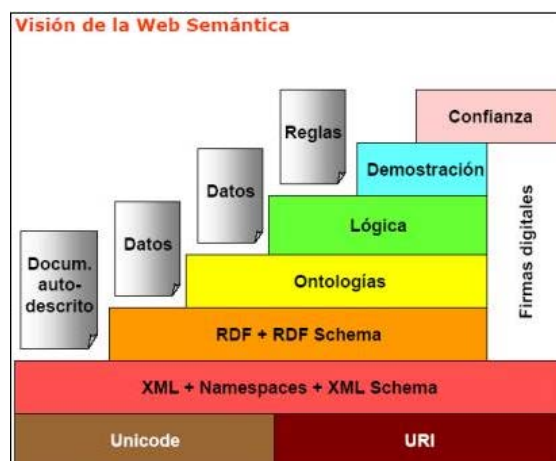 Visión de la Web Semántica
Confianza
Reglas
Demostración
Datos
Lógica
Datos
Docum.
auto-
descrito
Ontologías
Firmas digitales
RDF + RDF Schema
XML + Namespaces + XML Schema
Unicode
URI